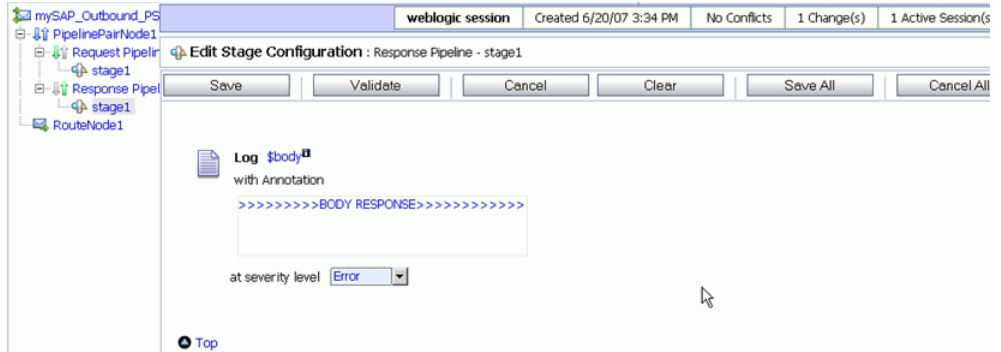 mySAP_Outbound_PS
PipelinePairNode1
Request Pipelin
stage1
Response Pipel
stage1
RouteNode1
weblogic session Created 6/20/07 3:34 PM No Conflicts 1 Change(s) 1 Active Session(s
Edit Stage Configuration : Response Pipeline - stage1
Save Validate Cancel Clear Save All Cancel All
Log $body
with Annotation
>>>>>>>>>BODY RESPONSE>>>>>>>>>>>>
at severity level Error
Top